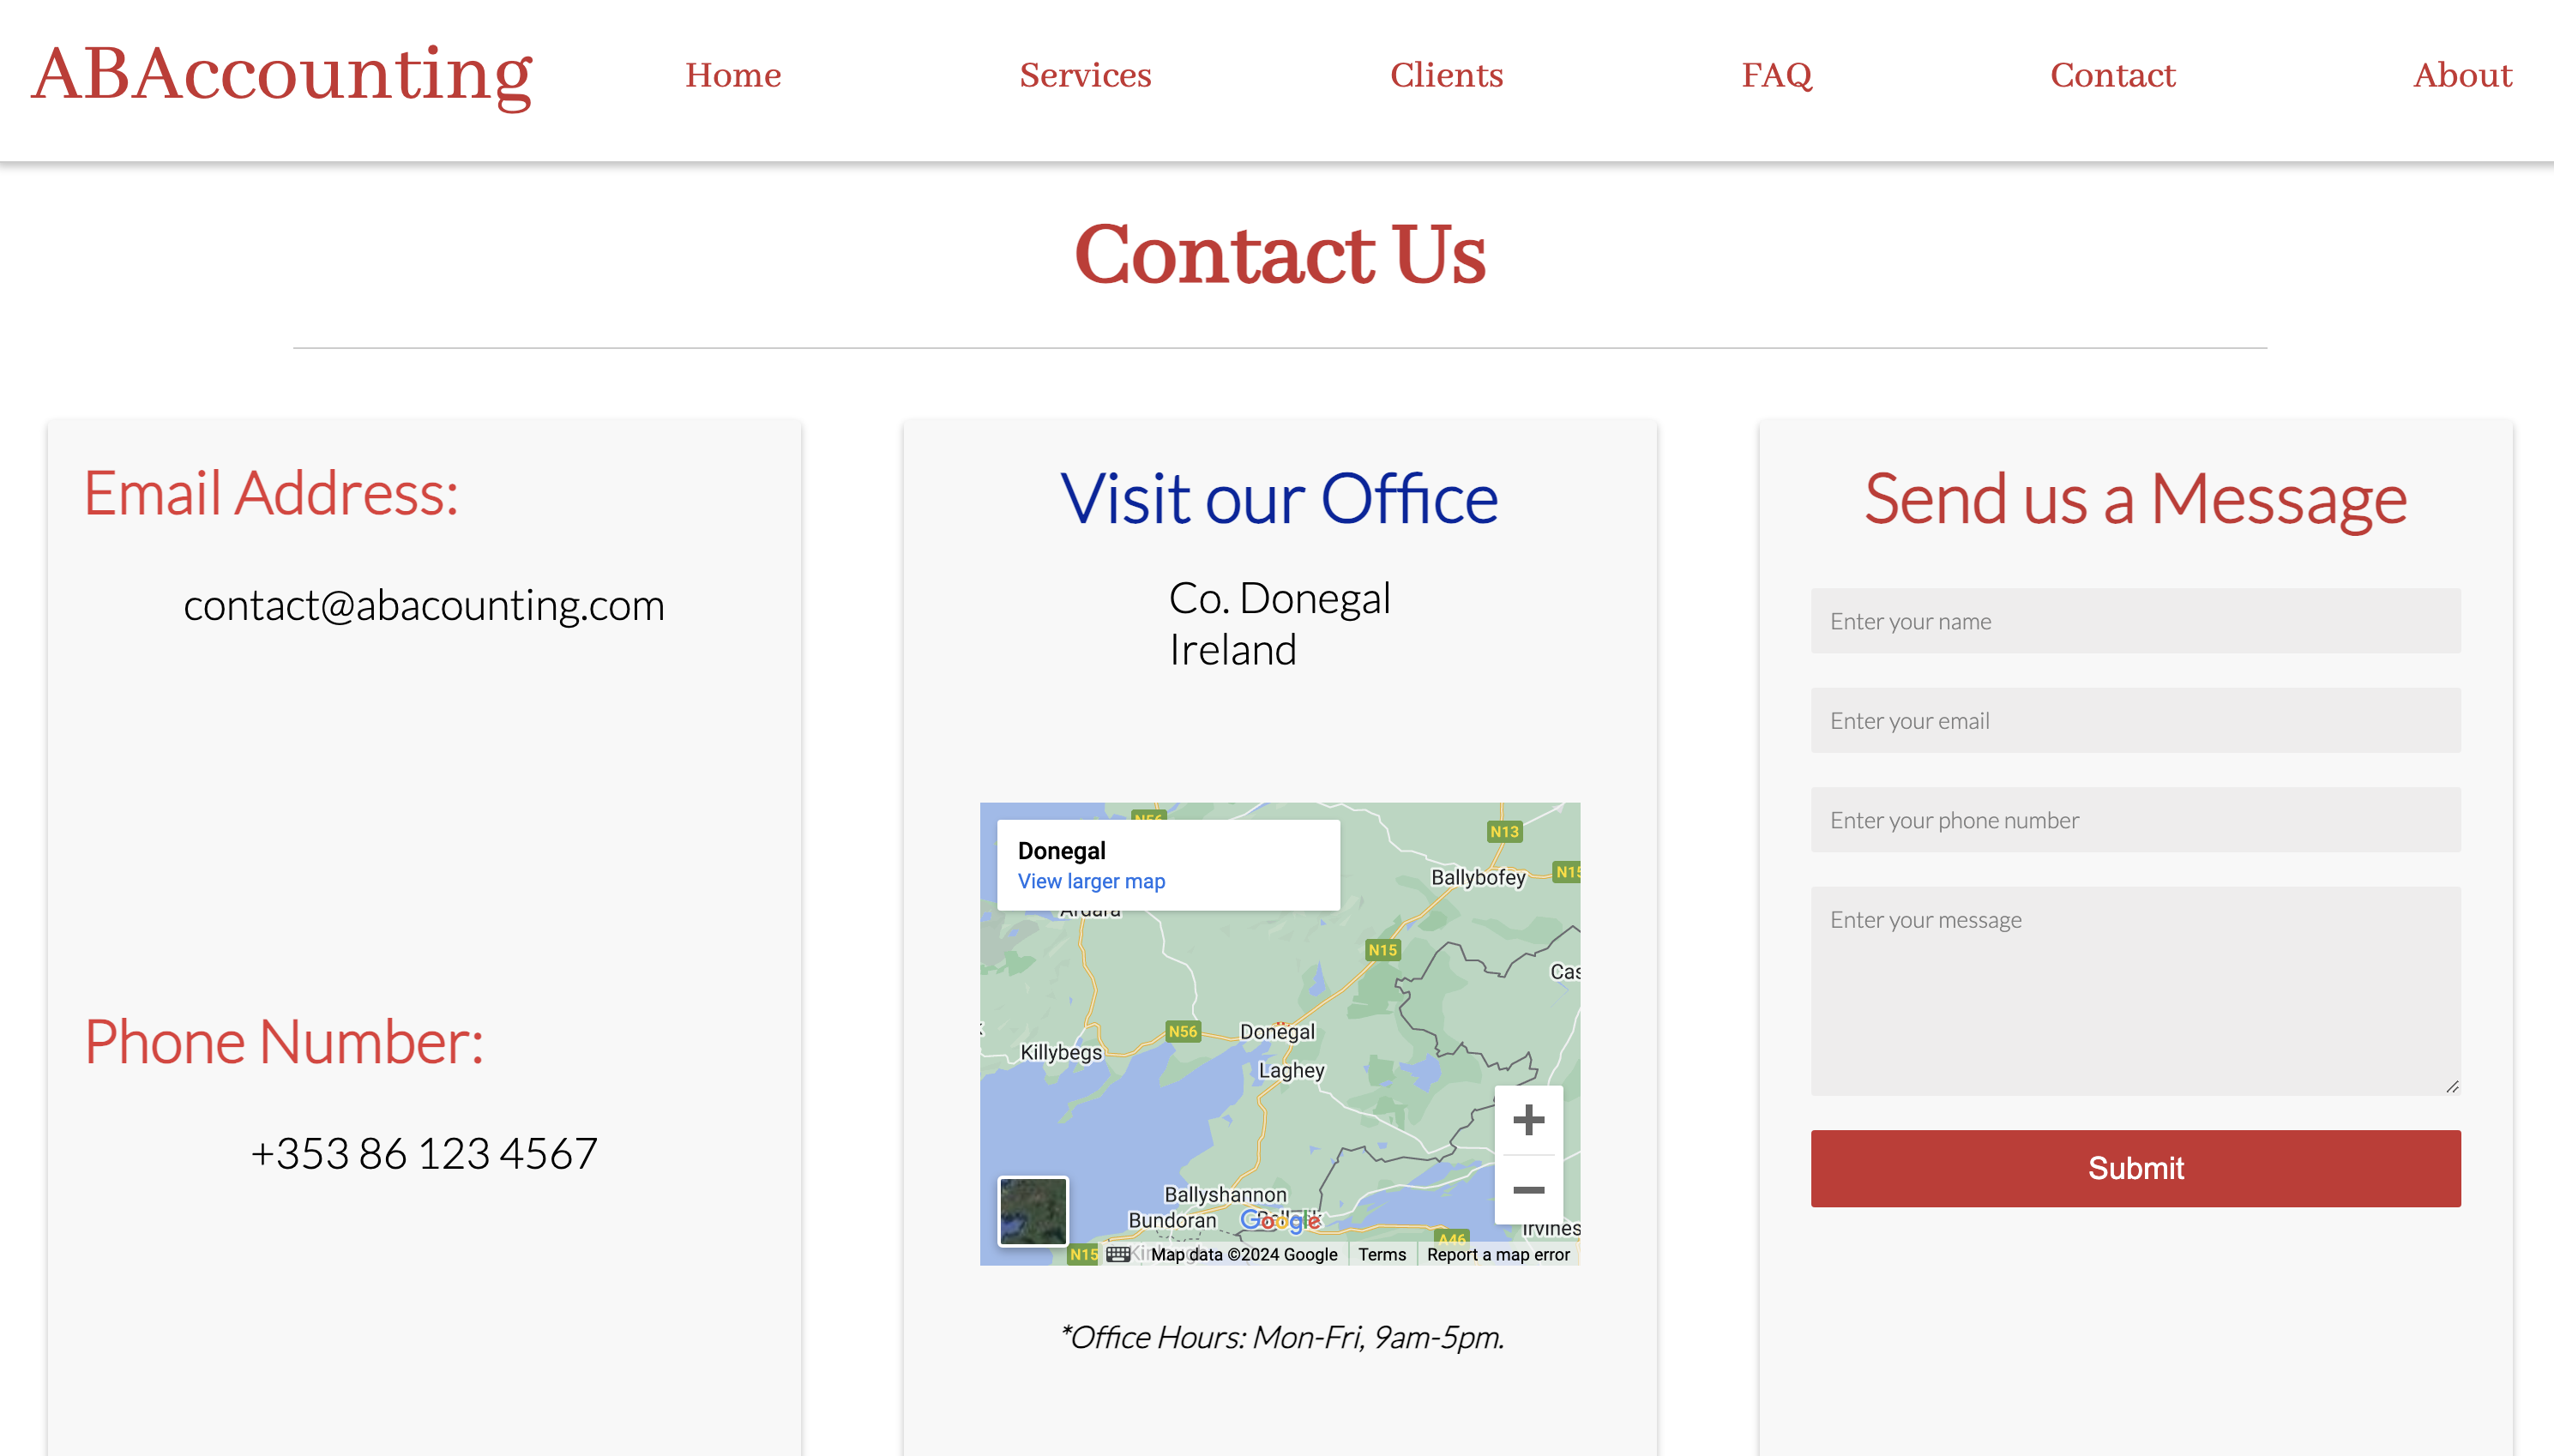 ABAccounting
Home
Services
Clients
FAQ
Contact
About
Contact Us
Email Address:
contact@abacounting.com
Phone Number:
+353 86 123 4567
Visit our Office
Co. Donegal
Ireland
Donegal
View larger map
N56
N13
Ballybofey
N15
Ardara
N15
Cas
N56
Donegal
Killybegs
Laghey
Ballyshannon
Bundoran
Google
Irvines
N15
A46
Map data ©2024 Google
Terms
Report a map error
*Office Hours: Mon-Fri, 9am-5pm.
Send us a Message
Enter your name
Enter your email
Enter your phone number
Enter your message
Submit